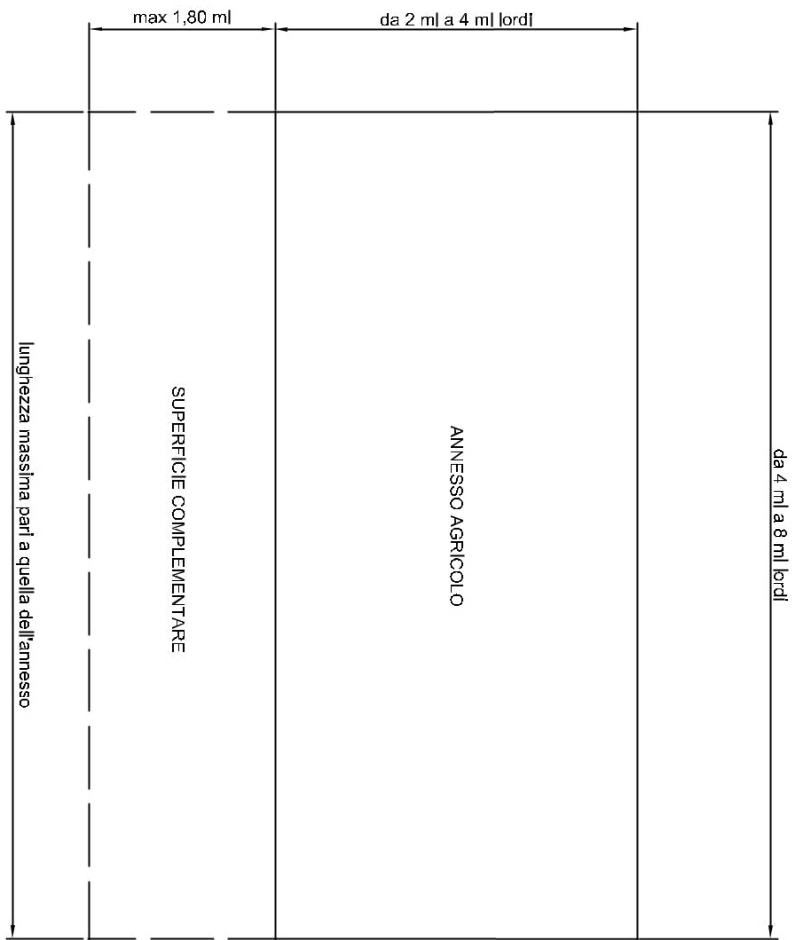 max 1,80 ml
da 2 ml a 4 ml lordi
da 4 ml a 8 ml lordi
ANNESSO AGRICOLO
SUPERFICIE COMPLEMENTARE
lunghezza massima pari a quella dell'annesso